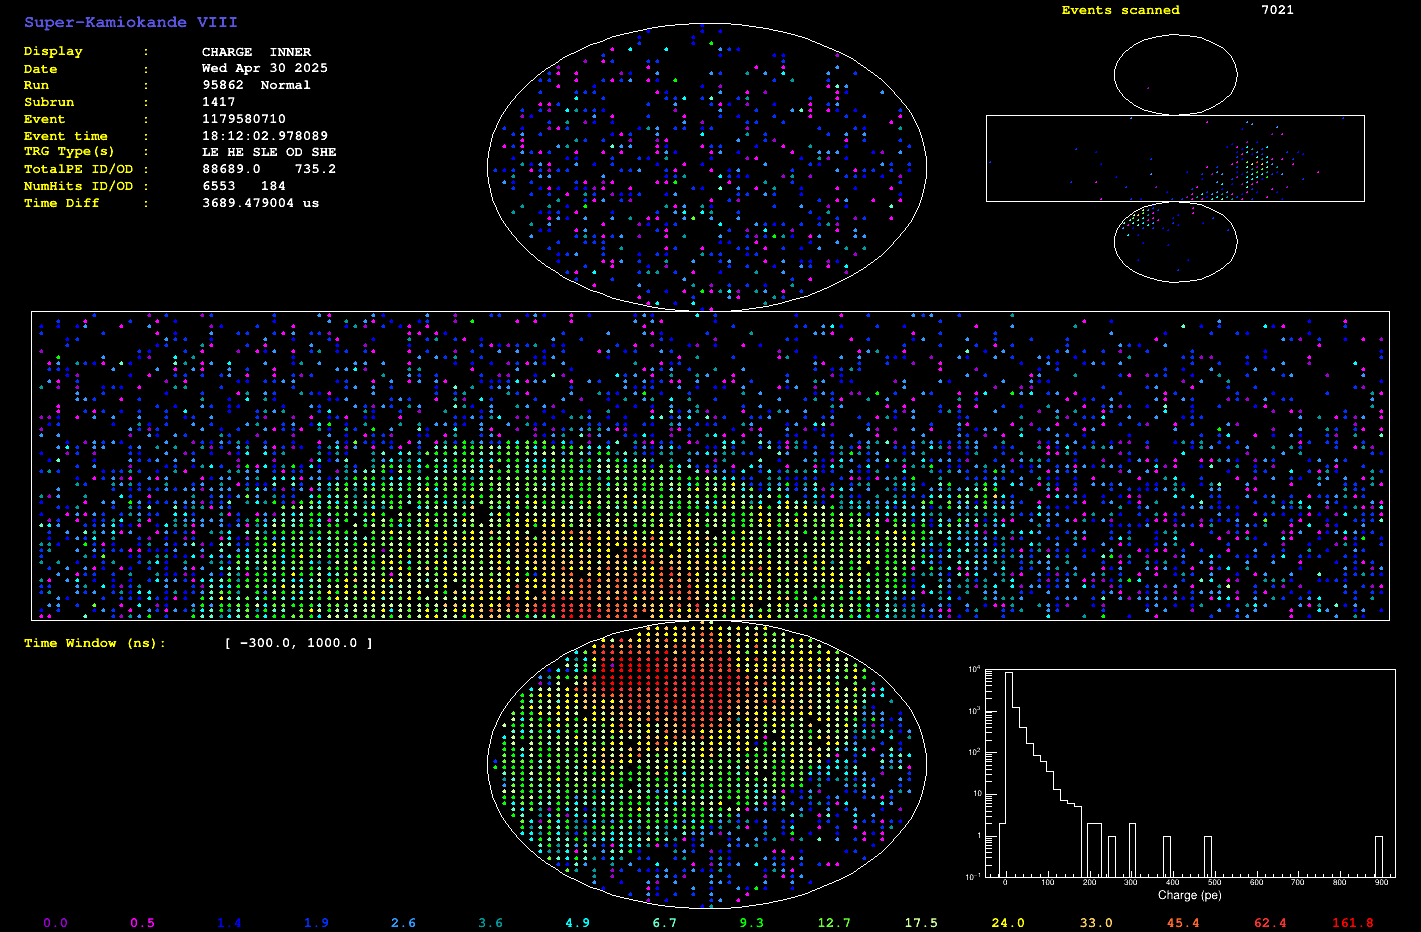 Super-Kamiokande VIII
Events scanned 7021
Display : CHARGE INNER
Date : Wed Apr 30 2025
Run : 95862 Normal
Subrun : 1417
Event : 1179580710
Event time : 18:12:02.978089
TRG Type(s) : LE HE SLE OD SHE
TotalPE ID/OD : 88689.0 735.2
NumHits ID/OD : 6553 184
Time Diff : 3689.479004 us
Time Window (ns): [ -300.0, 1000.0 ]
10⁴
10³
10²
10
1
10⁻¹
0 100 200 300 400 500 600 700 800 900
Charge (pe)
0.0 0.5 1.4 1.9 2.6 3.6 4.9 6.7 9.3 12.7 17.5 24.0 33.0 45.4 62.4 161.8